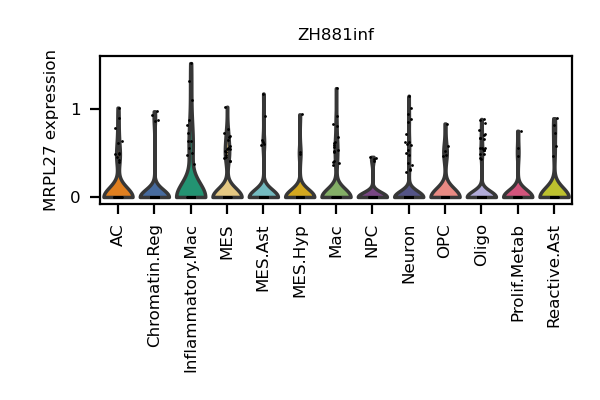 ZH881inf
MRPL27 expression
1
0
AC
Chromatin.Reg
Inflammatory.Mac
MES
MES.Ast
MES.Hyp
Mac
NPC
Neuron
OPC
Oligo
Prolif.Metab
Reactive.Ast